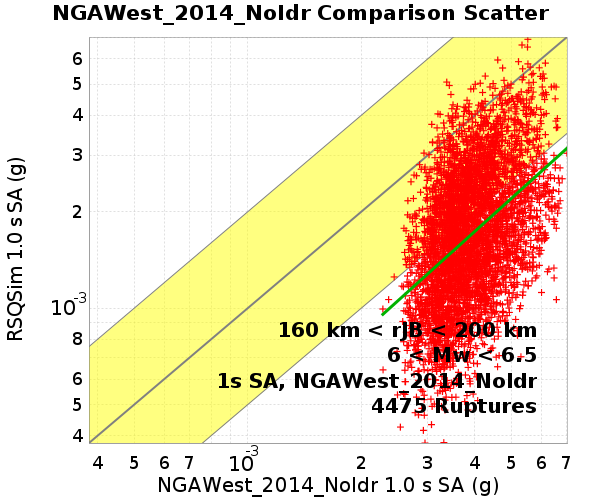 NGAWest_2014_NoIdr Comparison Scatter
RSQSim 1.0 s SA (g)
6
5
4
3
2
10-3
8
6
5
4
160 km < rJB < 200 km
6 < Mw < 6.5
1s SA, NGAWest_2014_NoIdr
4475 Ruptures
4 5 6 7 10-3 2 3 4 5 6 7
NGAWest_2014_NoIdr 1.0 s SA (g)